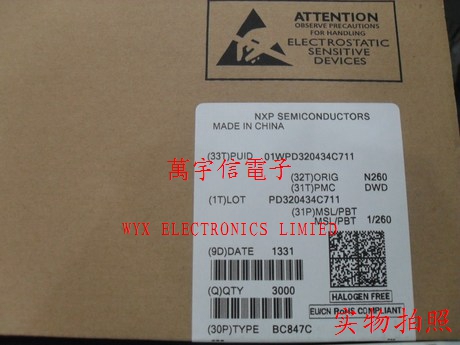 ATTENTION
OBSERVE PRECAUTIONS
FOR HANDLING
ELECTROSTATIC
SENSITIVE
DEVICES
NXP SEMICONDUCTORS
MADE IN CHINA
(33T)PUID 01WPD320434C711
萬宇信電子
(32T)ORIG N260
(31T)PMC DWD
(1T)LOT PD320434C711
(31P)MSL/PBT
MSL/PBT 1/260
WYX ELECTRONICS LIMIED
(9D)DATE 1331
(Q)QTY 3000
HALOGEN FREE
EU/CN RoHS COMPLIANT
(30P)TYPE BC847C
实物拍照